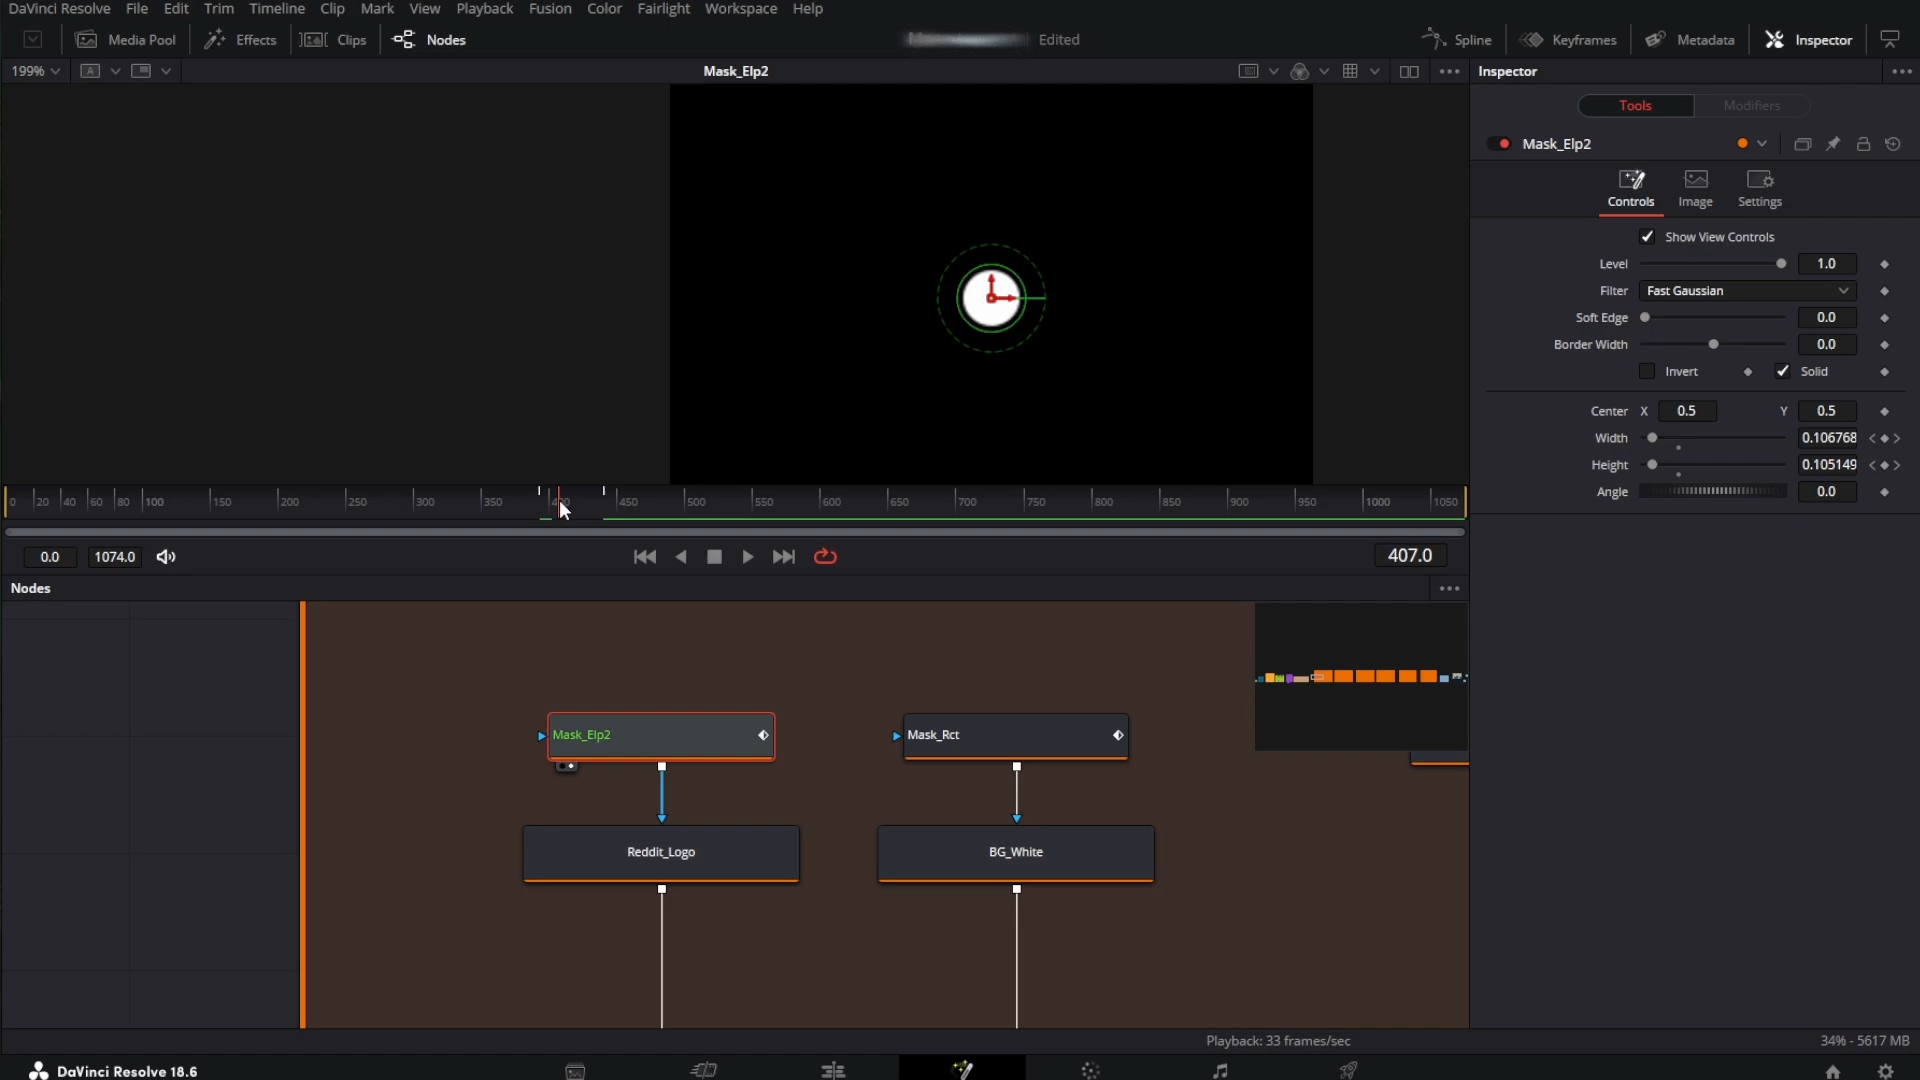 DaVinci Resolve File Edit Trim Timeline Clip Mark View Playback Fusion Color Fairlight Workspace Help
Media Pool Effects Clips Nodes Edited Spline Keyframes Metadata Inspector
199% A Mask_Elp2 Inspector
Tools Modifiers
Mask_Elp2
Controls Image Settings
Show View Controls
Level 1.0
Filter Fast Gaussian
Soft Edge 0.0
Border Width 0.0
Invert Solid
Center X 0.5 Y 0.5
Width 0.106768
Height 0.105149
Angle 0.0
0 20 40 60 80 100 150 200 250 300 350 400 450 500 550 600 650 700 750 800 850 900 950 1000 1050
0.0 1074.0 407.0
Nodes
Mask_Elp2 Mask_Rct
Reddit_Logo BG_White
Playback: 33 frames/sec 34% - 5617 MB
DaVinci Resolve 18.6